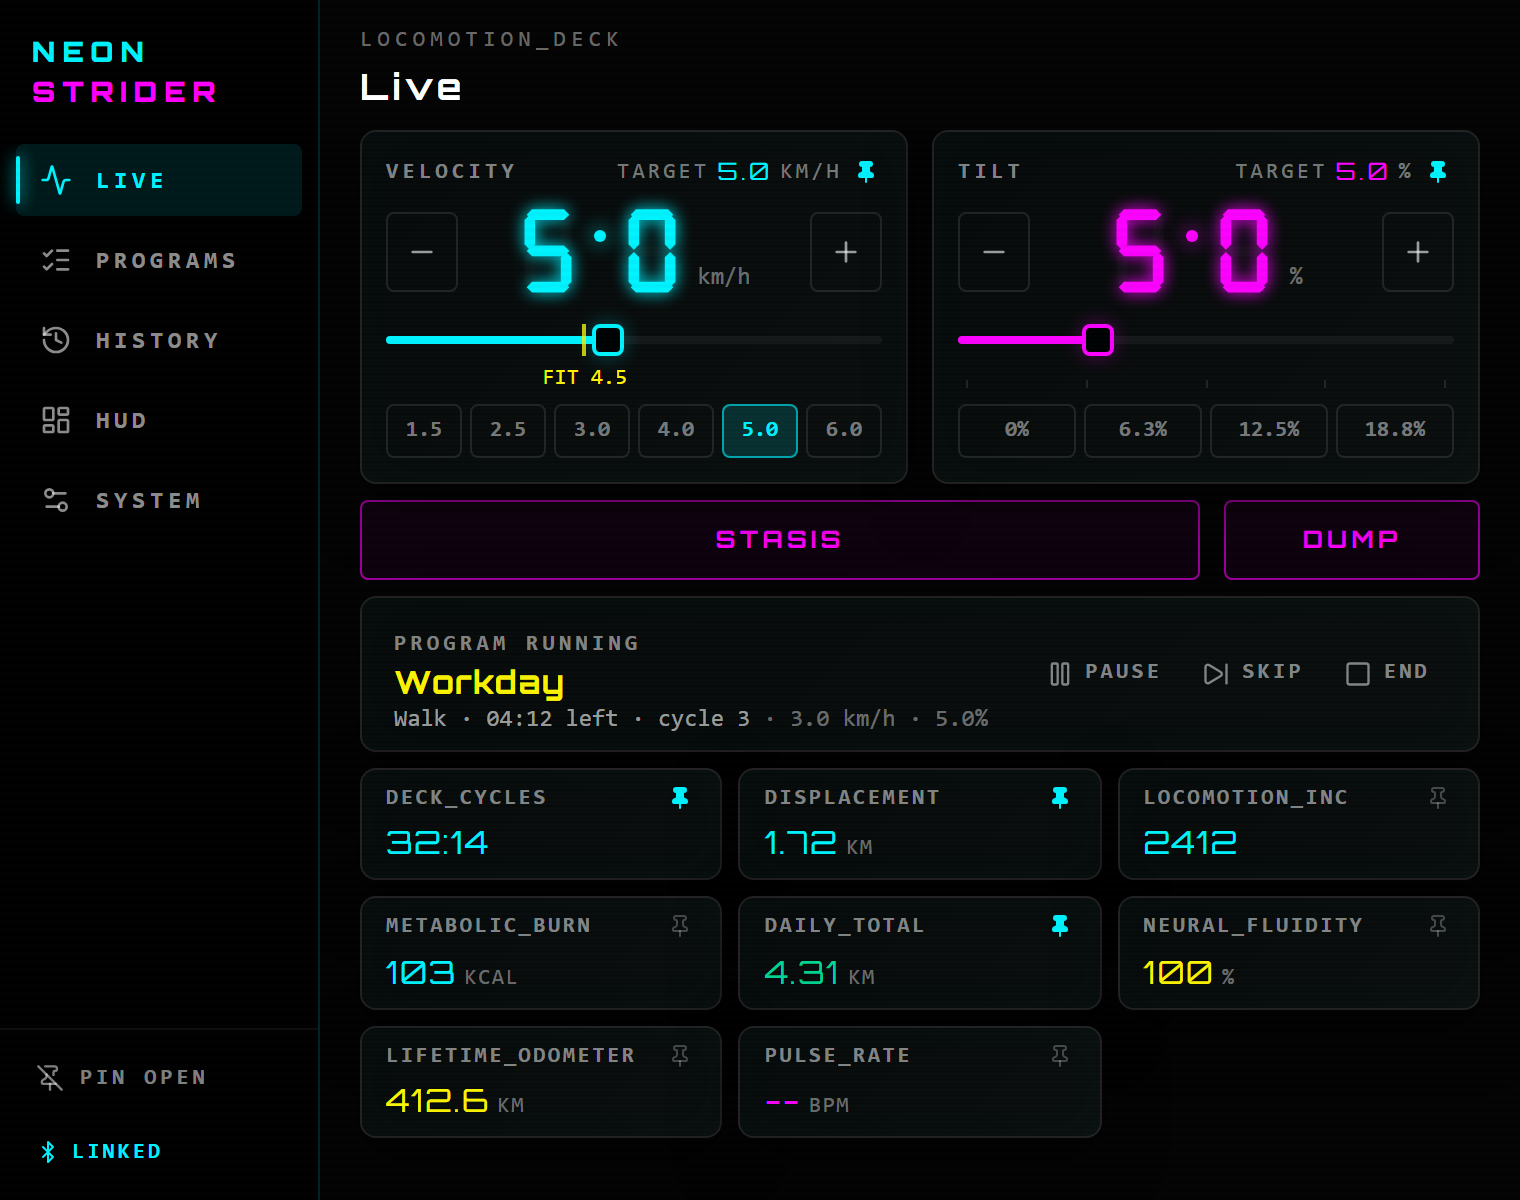 NEON
STRIDER
LIVE
PROGRAMS
HISTORY
HUD
SYSTEM
PIN OPEN
LINKED
LOCOMOTION_DECK
Live
VELOCITY TARGET 5.0 KM/H
− 5.0 km/h +
FIT 4.5
1.5 2.5 3.0 4.0 5.0 6.0
TILT TARGET 5.0 %
− 5.0 % +
0% 6.3% 12.5% 18.8%
STASIS DUMP
PROGRAM RUNNING
Workday
Walk · 04:12 left · cycle 3 · 3.0 km/h · 5.0%
PAUSE SKIP END
DECK_CYCLES
32:14
DISPLACEMENT
1.72 KM
LOCOMOTION_INC
2412
METABOLIC_BURN
103 KCAL
DAILY_TOTAL
4.31 KM
NEURAL_FLUIDITY
100 %
LIFETIME_ODOMETER
412.6 KM
PULSE_RATE
-- BPM